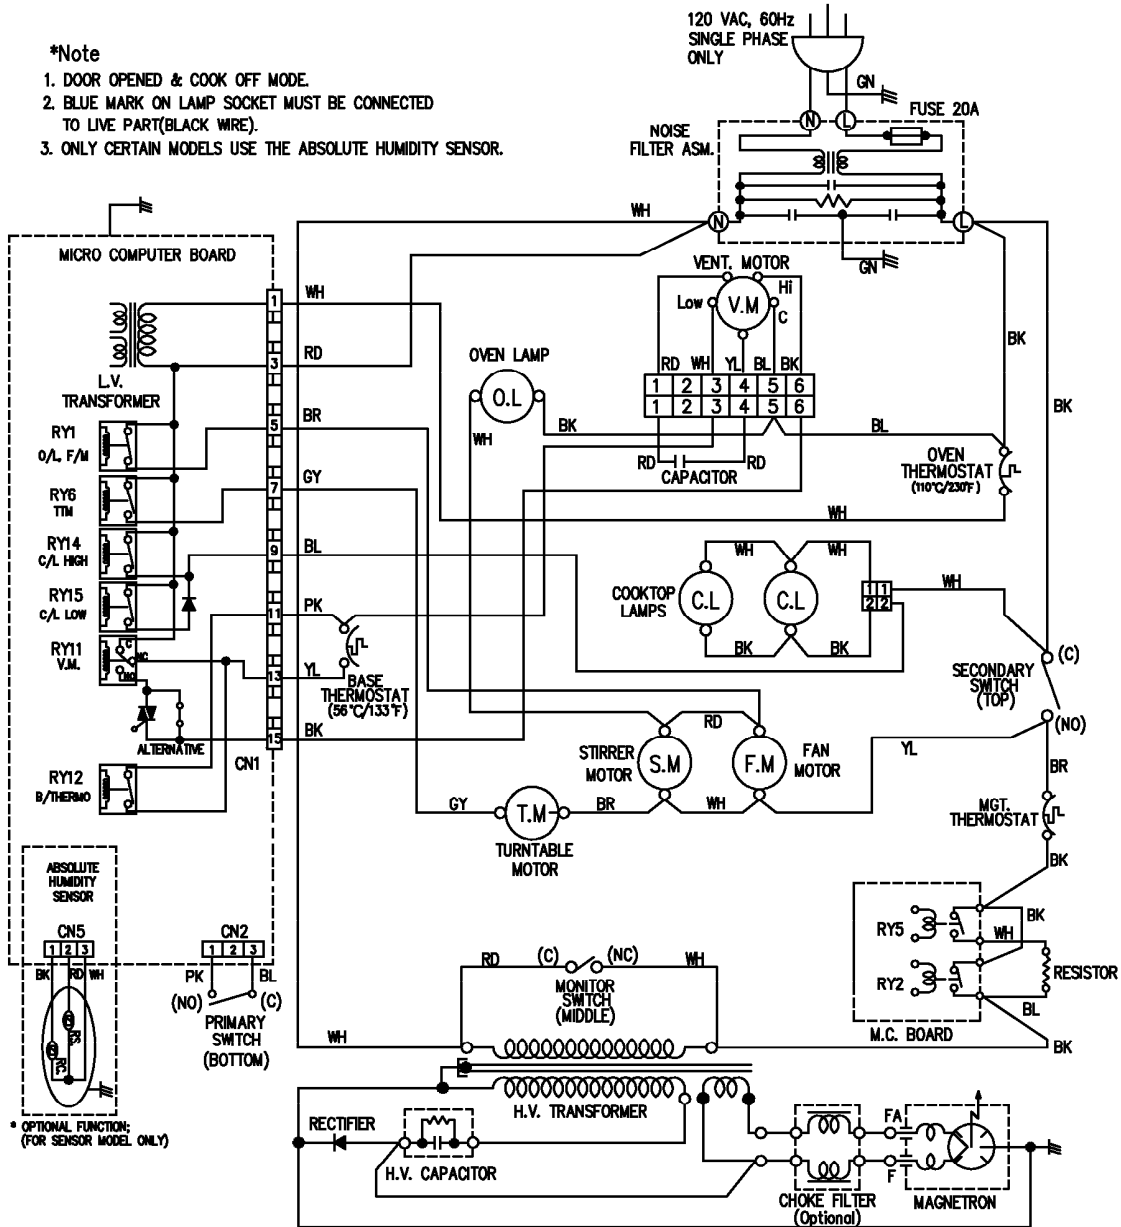 120 VAC, 60Hz
SINGLE PHASE
ONLY
*Note
1. DOOR OPENED & COOK OFF MODE.
2. BLUE MARK ON LAMP SOCKET MUST BE CONNECTED
TO LIVE PART(BLACK WIRE).
3. ONLY CERTAIN MODELS USE THE ABSOLUTE HUMIDITY SENSOR.
GN
N
L
FUSE 20A
NOISE
FILTER ASM.
WH
N
L
GN
MICRO COMPUTER BOARD
VENT. MOTOR
Low
V.M
Hi
C
1
WH
3
RD
L.V.
TRANSFORMER
OVEN LAMP
O.L
RD WH YL BL BK
1 2 3 4 5 6
1 2 3 4 5 6
BK
BK
RY1
O/L, F/M
5
BR
WH
BK
BL
RD
RD
CAPACITOR
OVEN
THERMOSTAT
(110°C/230°F)
RY6
TTM
7
GY
WH
RY14
C/L HIGH
9
BL
WH
WH
COOKTOP
LAMPS
C.L
C.L
1 1
2 2
WH
BK
BK
RY15
C/L LOW
11
PK
RY11
V.M.
C
NC
NO
13
YL
BASE
THERMOSTAT
(56°C/133°F)
(C)
SECONDARY
SWITCH
(TOP)
(NO)
ALTERNATIVE
15
BK
CN1
RD
STIRRER
MOTOR
S.M
F.M
FAN
MOTOR
YL
BR
RY12
B/THERMO
GY
T.M
BR
WH
TURNTABLE
MOTOR
MGT.
THERMOSTAT
BK
ABSOLUTE
HUMIDITY
SENSOR
CN5
1 2 3
BK RD WH
RS.
RC.
CN2
1 2 3
PK
BL
(NO)
(C)
PRIMARY
SWITCH
(BOTTOM)
RY5
BK
WH
RY2
RESISTOR
BL
M.C. BOARD
BK
RD
(C)
(NC)
WH
MONITOR
SWITCH
(MIDDLE)
WH
H.V. TRANSFORMER
* OPTIONAL FUNCTION;
(FOR SENSOR MODEL ONLY)
RECTIFIER
H.V. CAPACITOR
FA
F
CHOKE FILTER
(Optional)
MAGNETRON